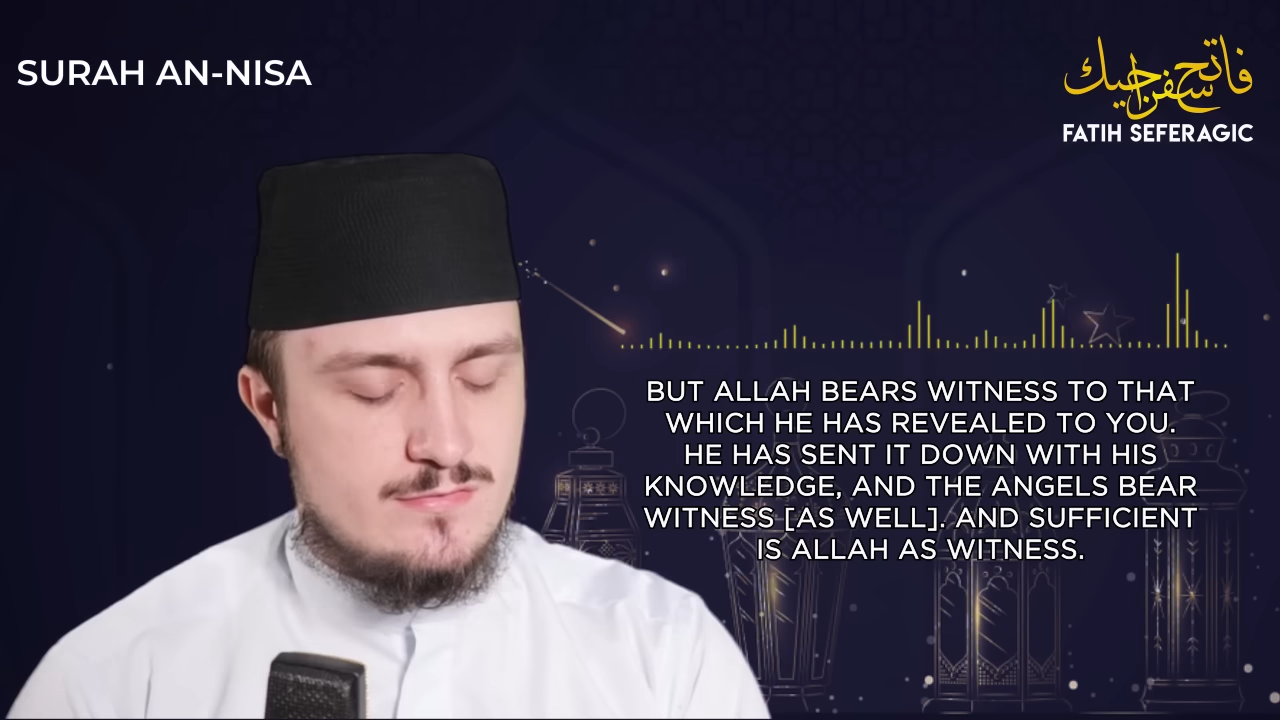 SURAH AN-NISA
فاتح سفراجيك
FATIH SEFERAGIC
BUT ALLAH BEARS WITNESS TO THAT
WHICH HE HAS REVEALED TO YOU.
HE HAS SENT IT DOWN WITH HIS
KNOWLEDGE, AND THE ANGELS BEAR
WITNESS [AS WELL]. AND SUFFICIENT
IS ALLAH AS WITNESS.